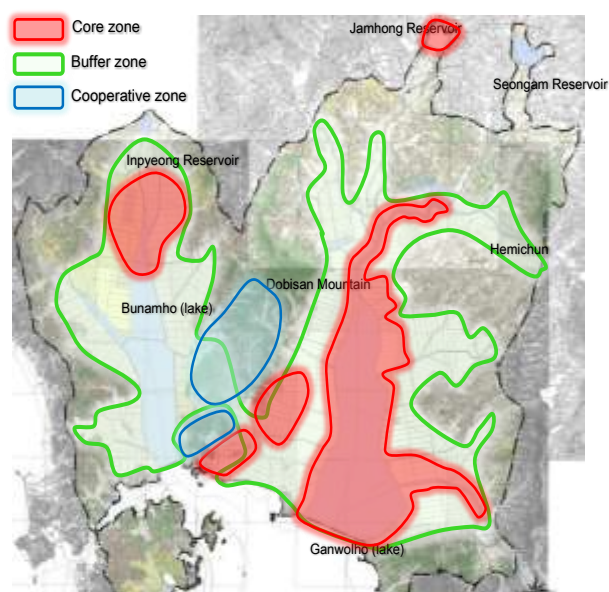 Core zone
Jamhong Reservoir
Buffer zone
Seongam Reservoir
Cooperative zone
Inpyeong Reservoir
Hemichun
Dobisan Mountain
Bunamho (lake)
Ganwolho (lake)